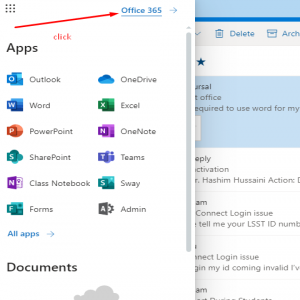 Office 365 →
click
Apps
Outlook OneDrive
Word Excel
PowerPoint OneNote
SharePoint Teams
Class Notebook Sway
Forms Admin
All apps →
Documents
Delete Arch
ursal
t office
equired to use word for my
eply
activation
r. Hashim Hussaini Action: D
am
Connect Login issue
e tell me your LSST ID numb
am
Connect Login issue
gin my id coming invalid I'v
am